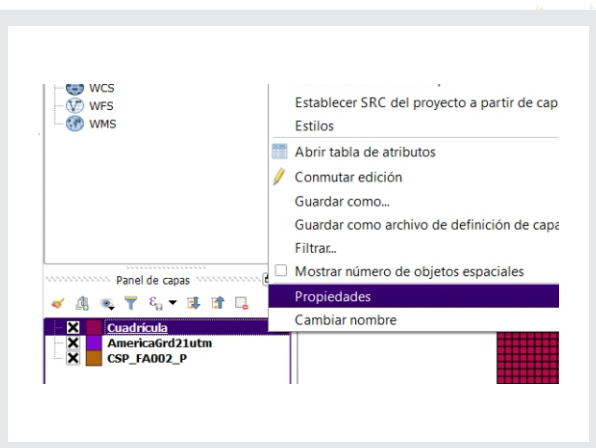 WCS
WFS
WMS
Establecer SRC del proyecto a partir de cap
Estilos
Abrir tabla de atributos
Conmutar edición
Guardar como...
Guardar como archivo de definición de capa
Filtrar...
Mostrar número de objetos espaciales
Propiedades
Cambiar nombre
Panel de capas
Cuadrícula
AmericaGrd21utm
CSP_FA002_P